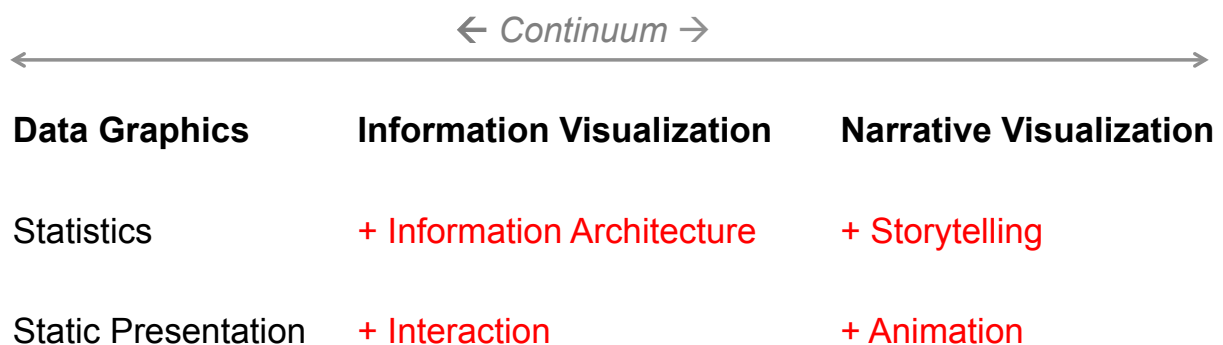 ← Continuum →
Data Graphics Information Visualization Narrative Visualization
Statistics + Information Architecture + Storytelling
Static Presentation + Interaction + Animation